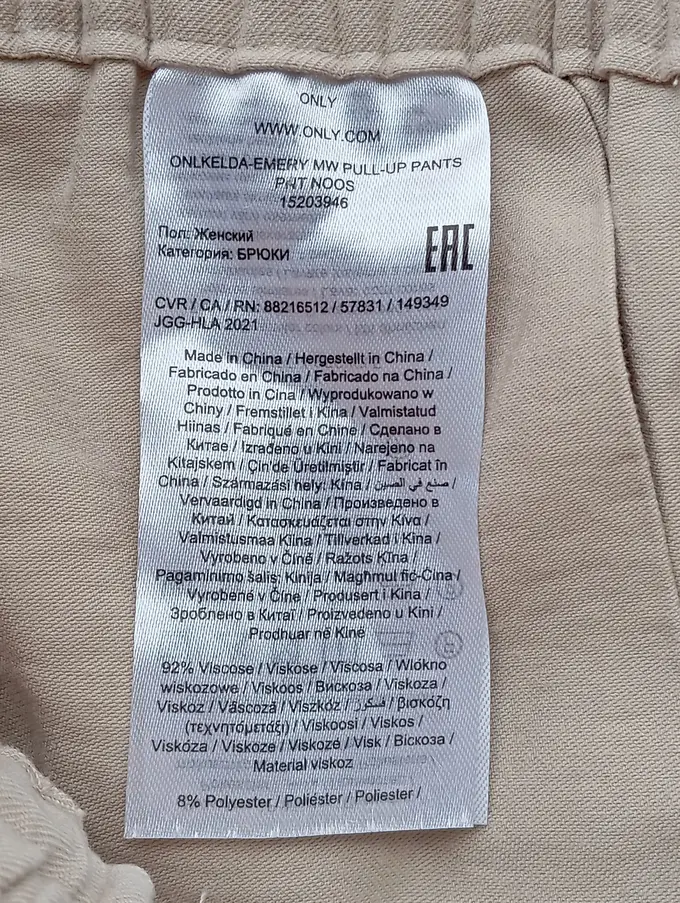 ONLY
WWW.ONLY.COM
ONLKELDA-EMERY MW PULL-UP PANTS
PNT NOOS
15203946
Пол: Женский
Категория: БРЮКИ
EAC
CVR / CA / RN: 88216512 / 57831 / 149349
JGG-HLA 2021
Made in China / Hergestellt in China /
Fabricado en China / Fabricado na China /
Prodotto in Cina / Wyprodukowano w
Chiny / Fremstillet i Kina / Valmistatud
Hiinas / Fabriqué en Chine / Сделано в
Китае / Izrađeno u Kini / Narejeno na
Kitajskem / Çin'de Üretilmiştir / Fabricat în
China / Származási hely: Kína / صنع في الصين /
Vervaardigd in China / Произведено в
Китай / Κατασκευάζεται στην Κίνα /
Valmistusmaa Kiina / Tillverkad i Kina /
Vyrobeno v Číně / Ražots Ķīna /
Pagaminimo šalis: Kinija / Magħmul fiċ-Ċina /
Vyrobené v Číne / Produsert i Kina /
Зроблено в Китаї / Proizvedeno u Kini /
Prodhuar në Kinë
92% Viscose / Viskose / Viscosa / Włókno
wiskozowe / Viskoos / Вискоза / Viskoza /
Viskoz / Vâscoză / Viszkóz / فسكوز / βισκόζη
(τεχνητόμετάξι) / Viskoosi / Viskos /
Viskóza / Viskoze / Viskozė / Visk / Віскоза /
Material viskoz
8% Polyester / Poliéster / Poliester /